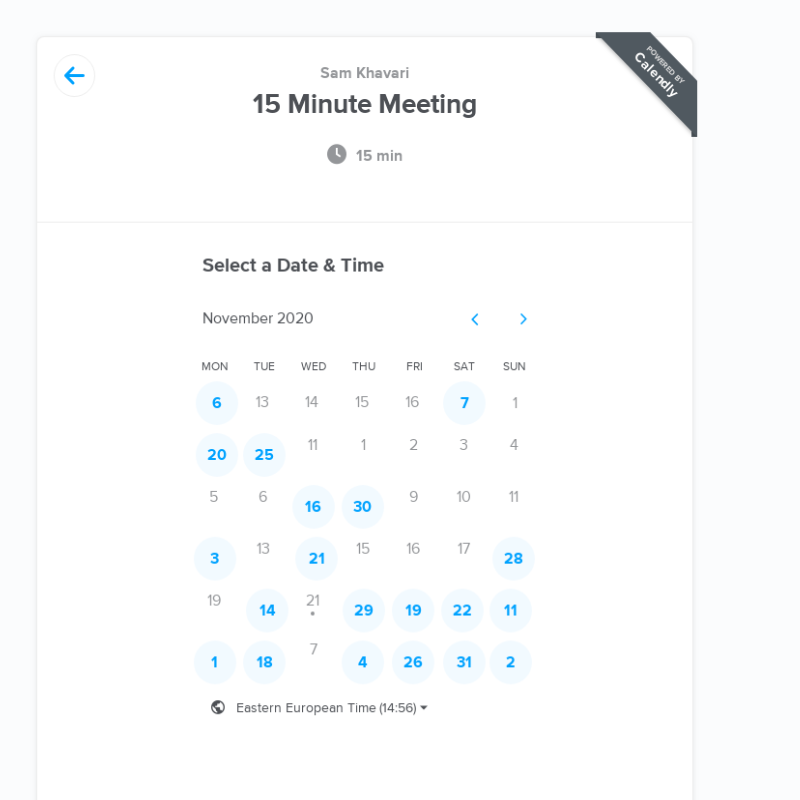 POWERED BY
Calendly
Sam Khavari
15 Minute Meeting
15 min
Select a Date & Time
November 2020
MON TUE WED THU FRI SAT SUN
6 13 14 15 16 7 1
20 25 11 1 2 3 4
5 6 16 30 9 10 11
3 13 21 15 16 17 28
19 14 21 29 19 22 11
1 18 7 4 26 31 2
Eastern European Time (14:56)